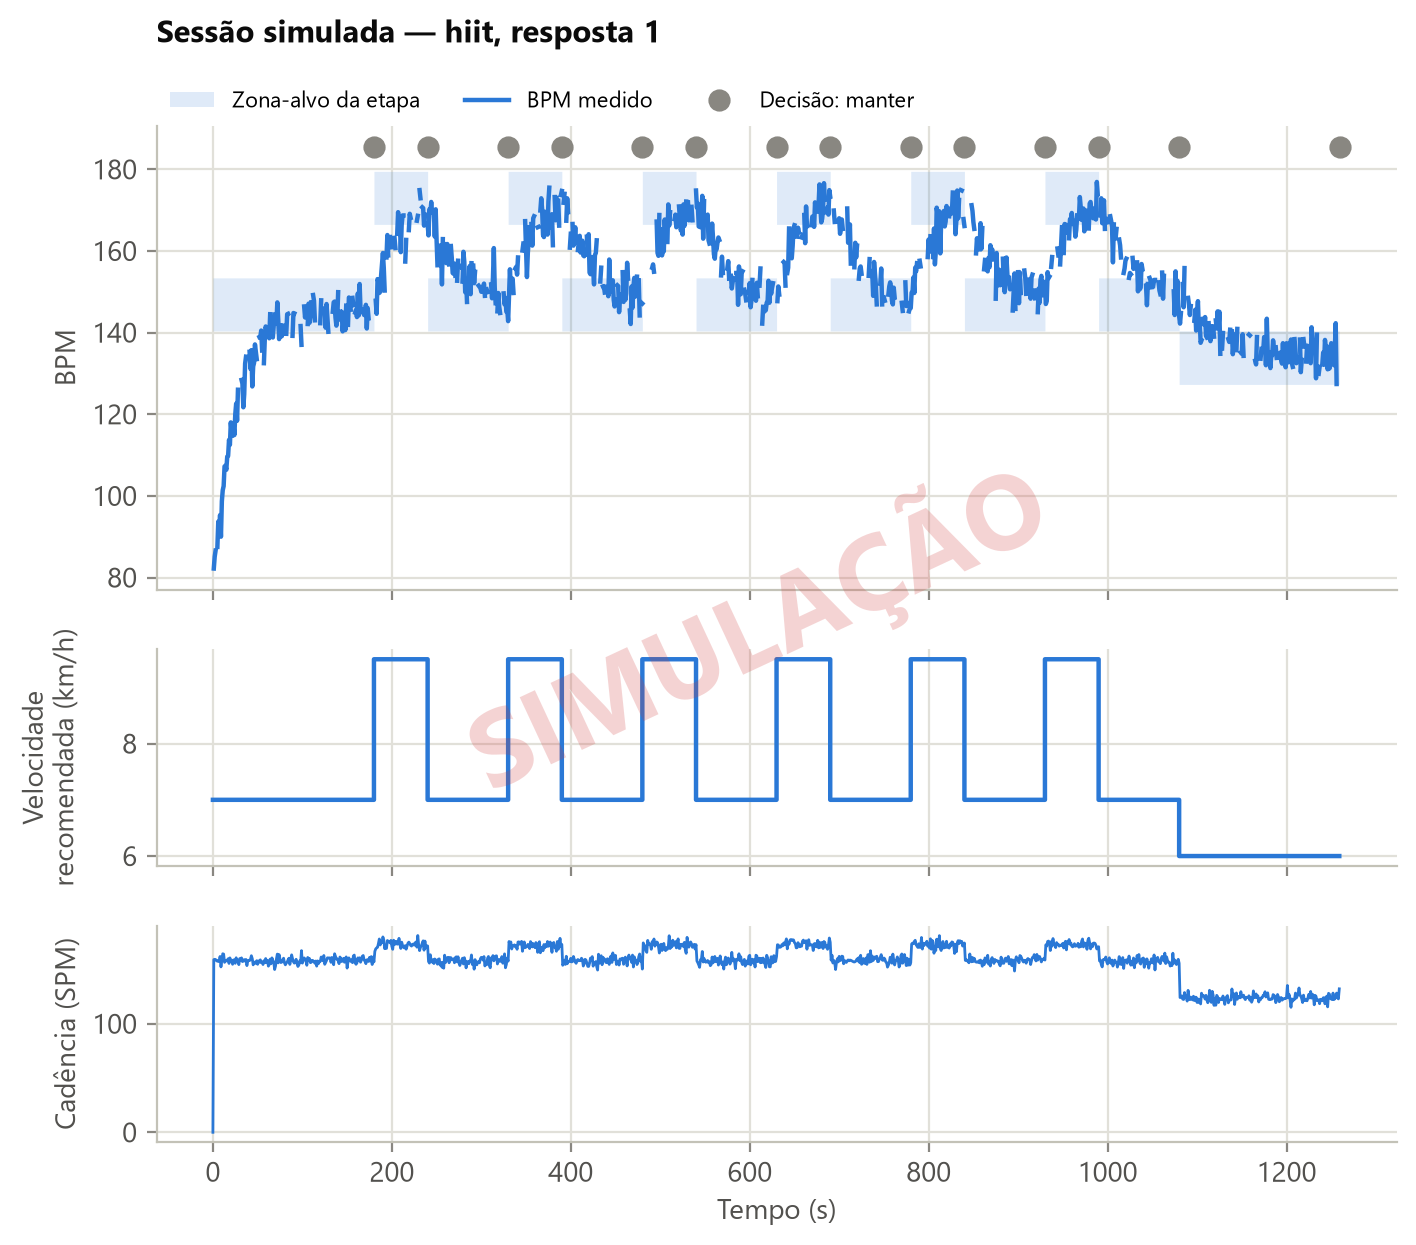 Sessão simulada — hiit, resposta 1
Zona-alvo da etapa
BPM medido
Decisão: manter
180
160
140
120
100
80
BPM
SIMULAÇÃO
8
6
Velocidade
recomendada (km/h)
100
0
Cadência (SPM)
0
200
400
600
800
1000
1200
Tempo (s)